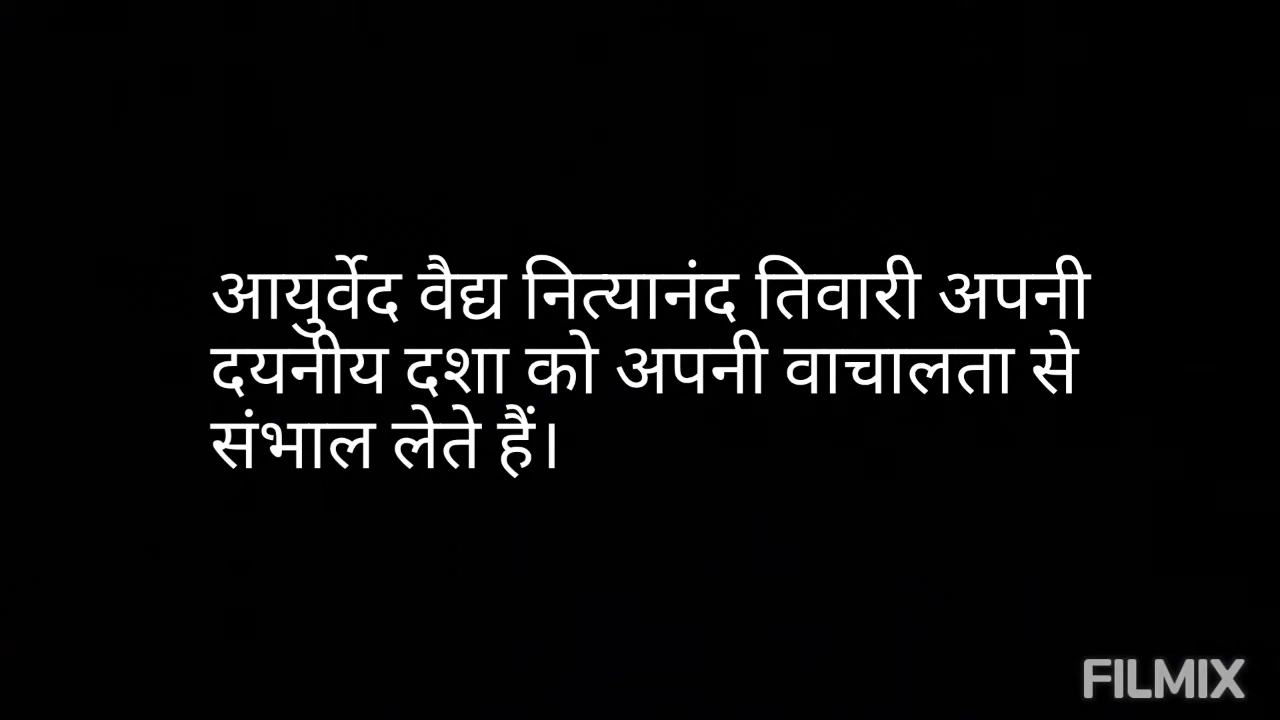 आयुर्वेद वैद्य नित्यानंद तिवारी अपनी
दयनीय दशा को अपनी वाचालता से
संभाल लेते हैं।
FILMIX